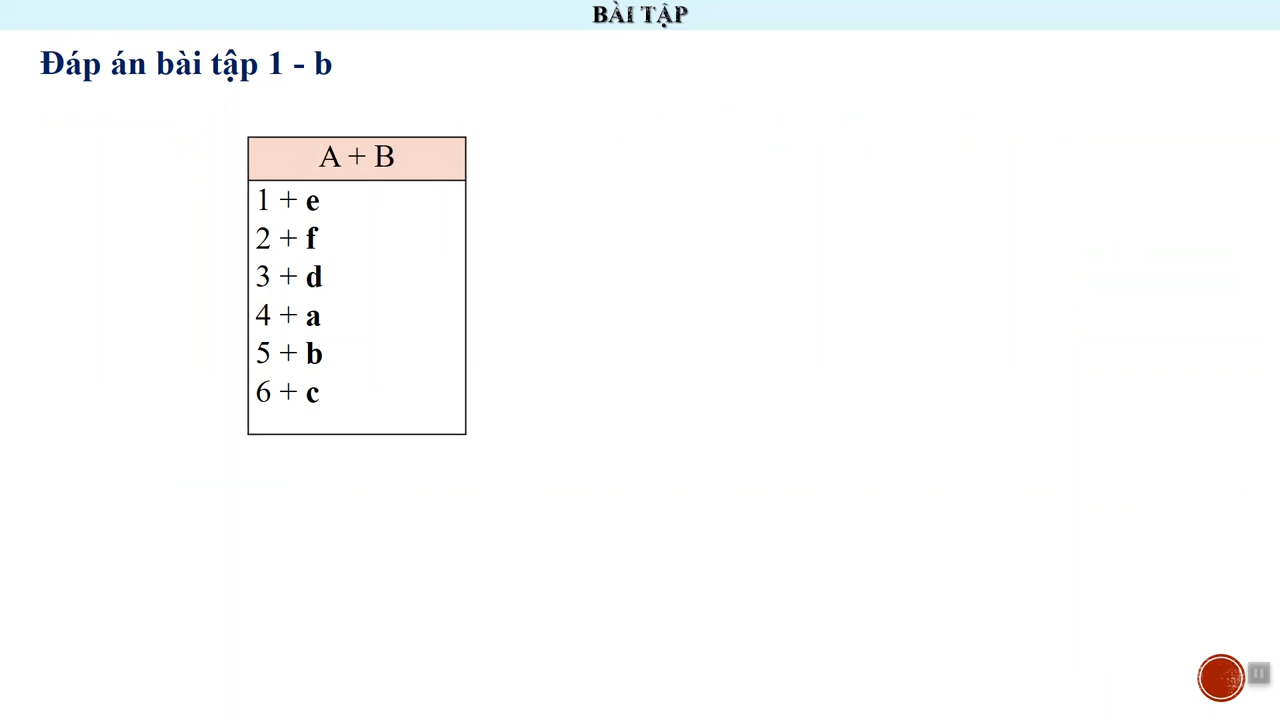 BÀI TẬP
Đáp án bài tập 1 - b
A + B
1 + e
2 + f
3 + d
4 + a
5 + b
6 + c